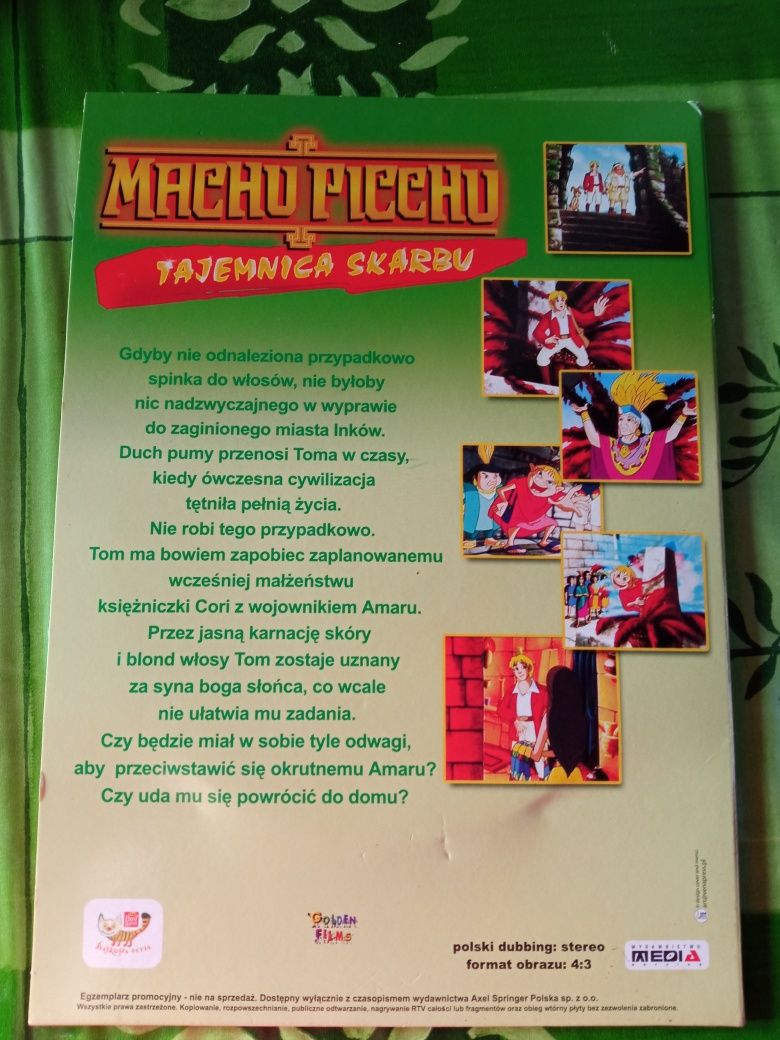 MACHU PICCHU
TAJEMNICA SKARBU
Gdyby nie odnaleziona przypadkowo
spinka do włosów, nie byłoby
nic nadzwyczajnego w wyprawie
do zaginionego miasta Inków.
Duch pumy przenosi Toma w czasy,
kiedy ówczesna cywilizacja
tętniła pełnią życia.
Nie robi tego przypadkowo.
Tom ma bowiem zapobiec zaplanowanemu
wcześniej małżeństwu
księżniczki Cori z wojownikiem Amaru.
Przez jasną karnację skóry
i blond włosy Tom zostaje uznany
za syna boga słońca, co wcale
nie ułatwia mu zadania.
Czy będzie miał w sobie tyle odwagi,
aby przeciwstawić się okrutnemu Amaru?
Czy uda mu się powrócić do domu?
GOLDEN
FILMS
polski dubbing: stereo
format obrazu: 4:3
WYDAWNICTWO
MEDIA
Egzemplarz promocyjny - nie na sprzedaż. Dostępny wyłącznie z czasopismem wydawnictwa Axel Springer Polska sp. z o.o.
Wszystkie prawa zastrzeżone. Kopiowanie, rozpowszechnianie, publiczne odtwarzanie, nagrywanie RTV całości lub fragmentów oraz obieg wtórny płyty bez zezwolenia zabronione.